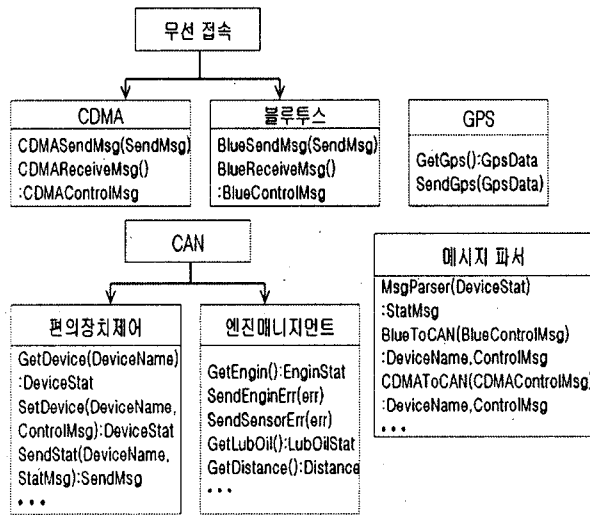 무선 접속
CDMA
CDMASendMsg(SendMsg)
CDMAReceiveMsg()
:CDMAControlMsg
블루투스
BlueSendMsg(SendMsg)
BlueReceiveMsg()
:BlueControlMsg
GPS
GetGps():GpsData
SendGps(GpsData)
CAN
편의장치제어
GetDevice(DeviceName)
:DeviceStat
SetDevice(DeviceName,
ControlMsg):DeviceStat
SendStat(DeviceName,
StatMsg):SendMsg
• • •
엔진매니지먼트
GetEngin():EnginStat
SendEnginErr(err)
SendSensorErr(err)
GetLubOil():LubOilStat
GetDistance():Distance
• • •
메시지 파서
MsgParser(DeviceStat)
:StatMsg
BlueToCAN(BlueControlMsg)
:DeviceName,ControlMsg
CDMAToCAN(CDMAControlMsg)
:DeviceName,ControlMsg
• • •